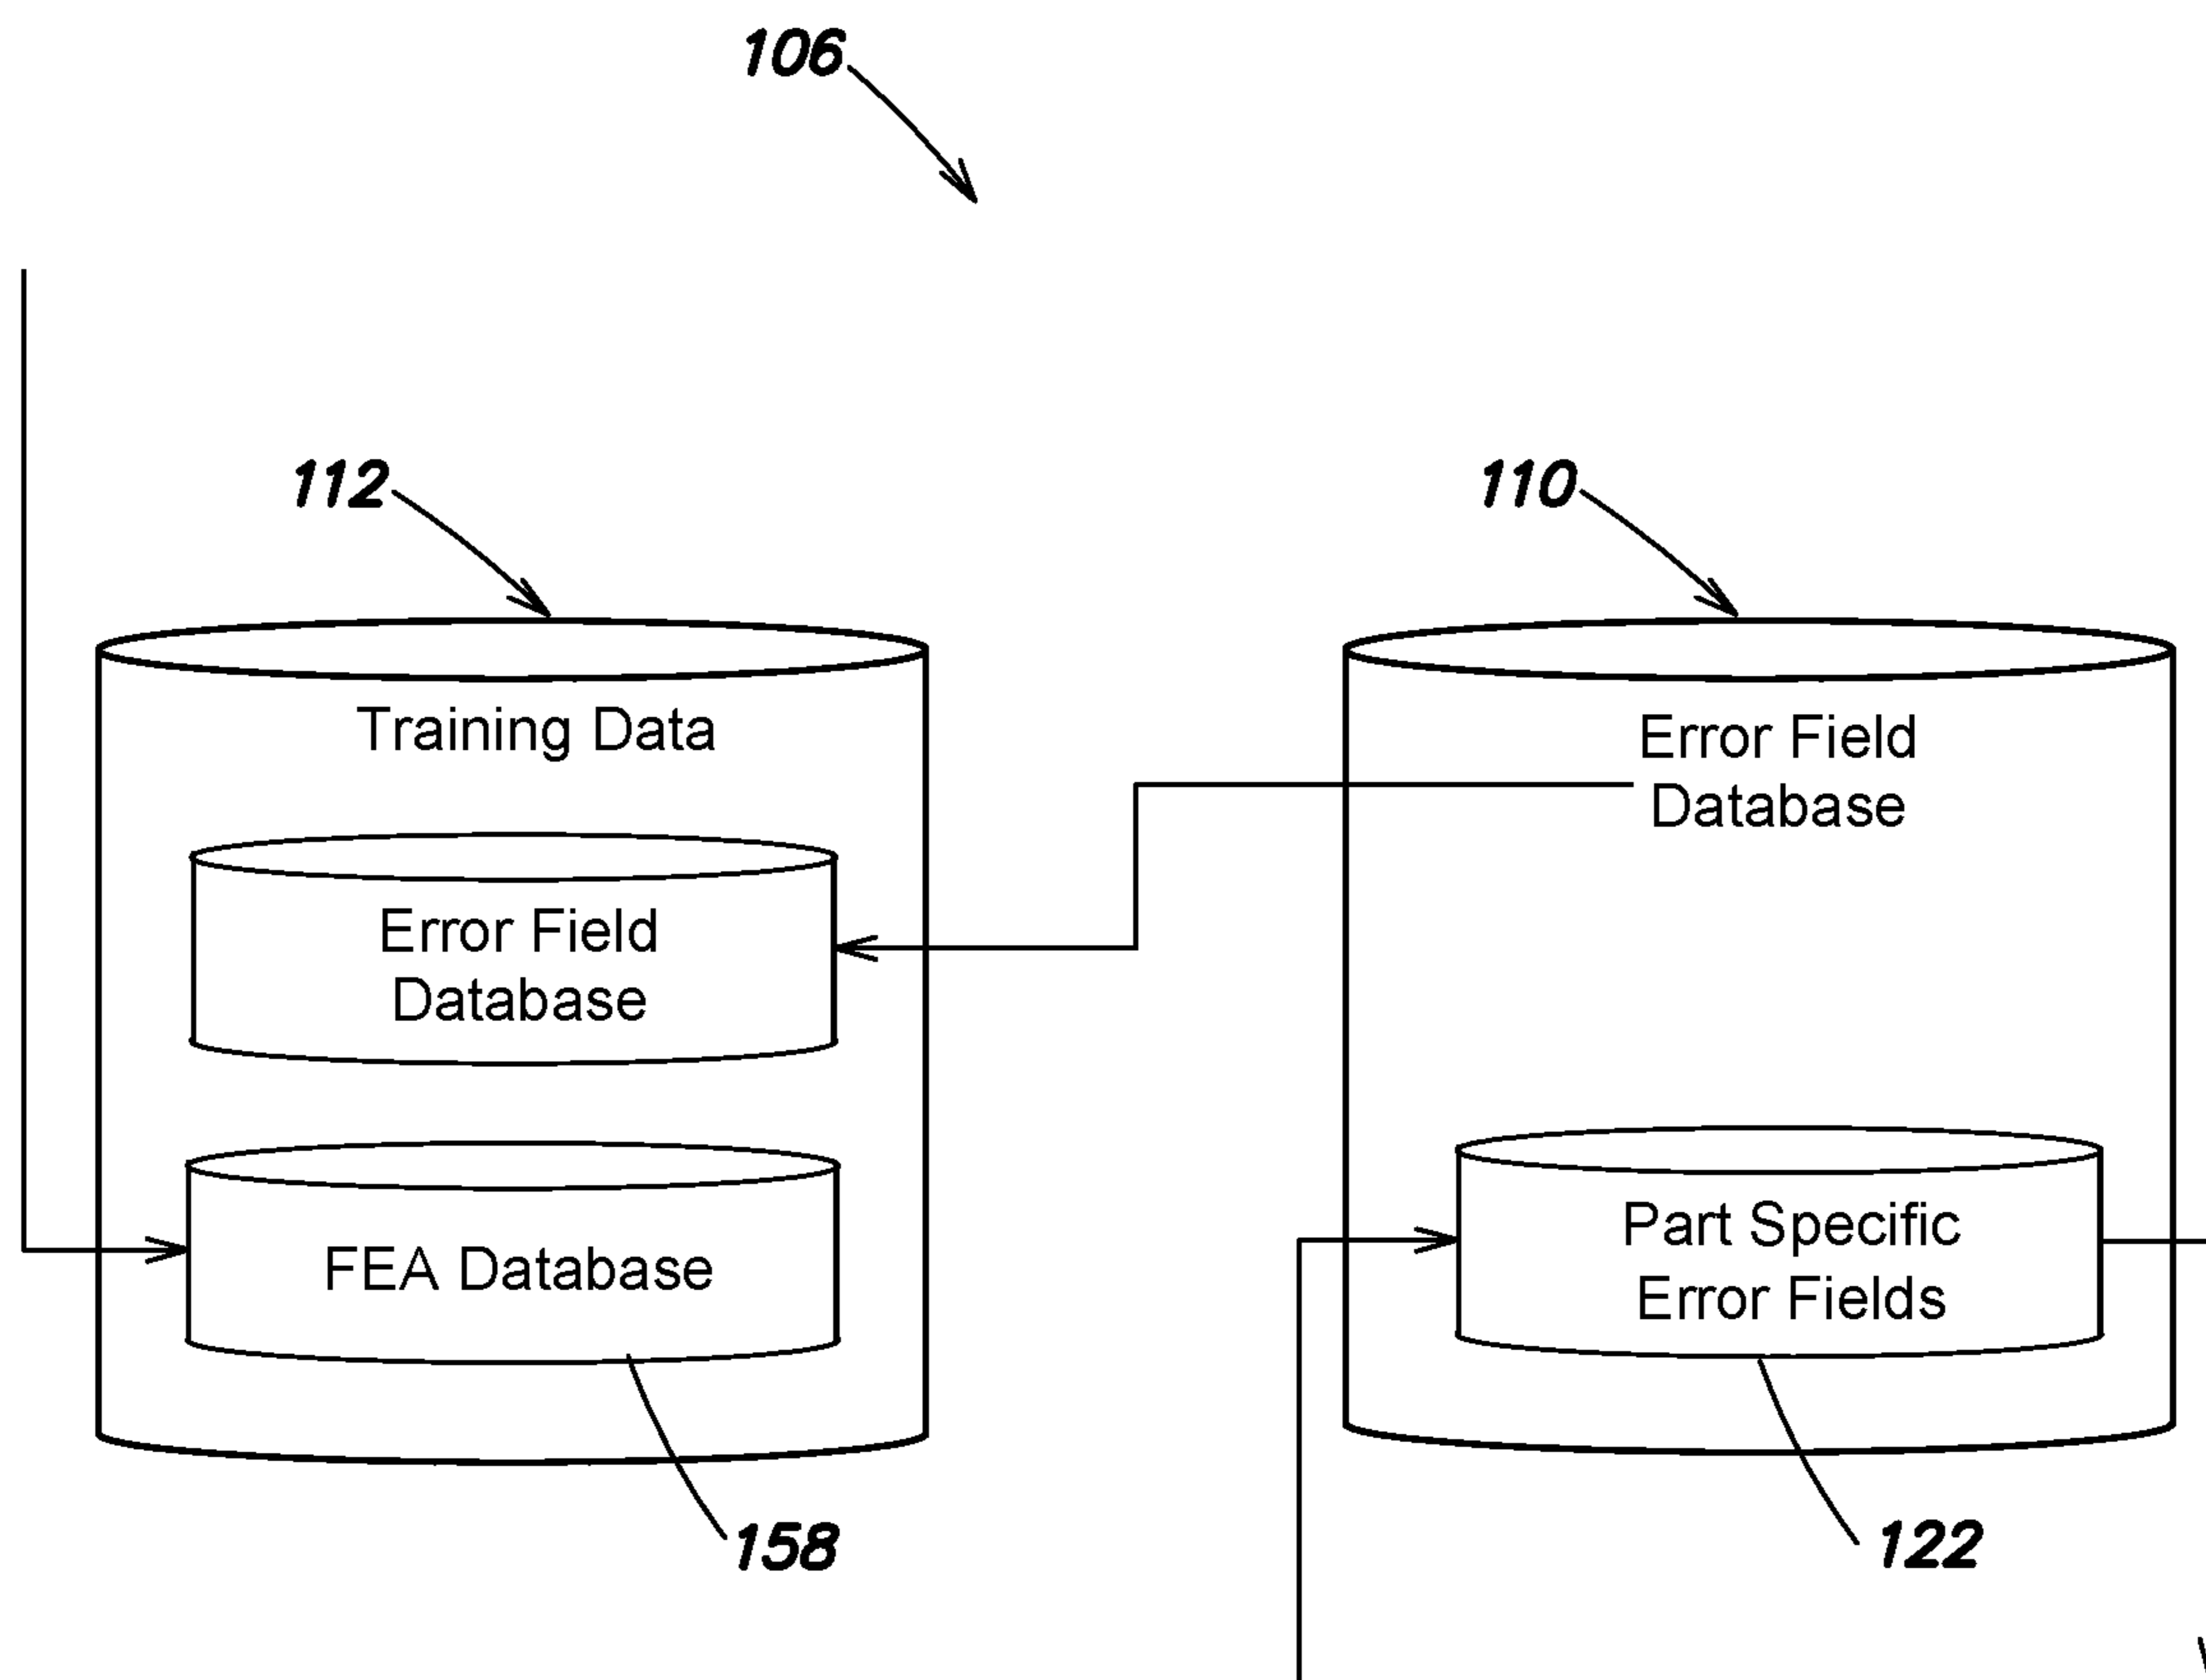 106
112
110
Training Data
Error Field
Database
FEA Database
158
Error Field
Database
Part Specific
Error Fields
122